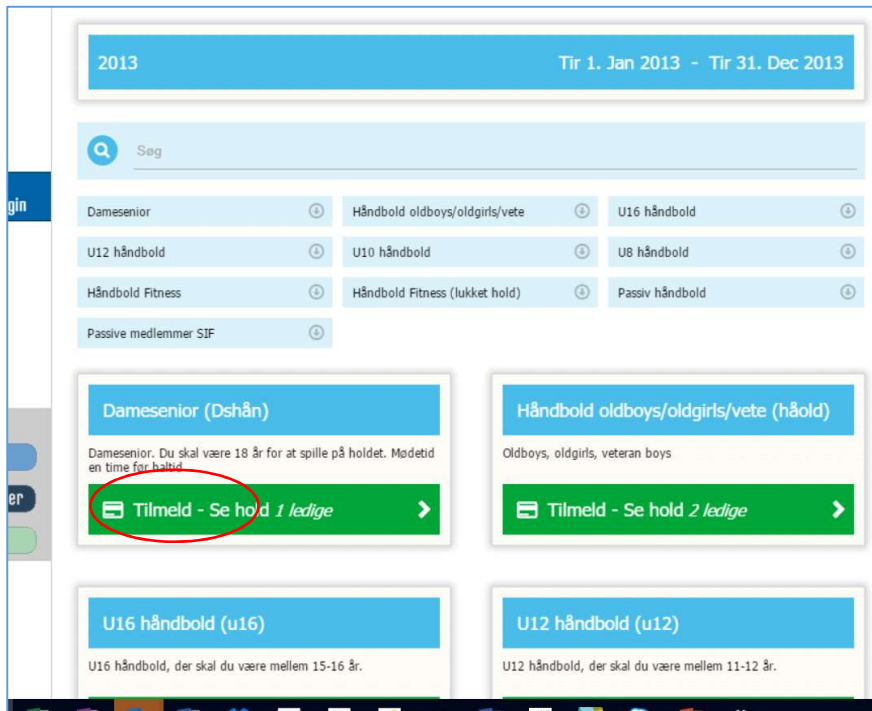 2013 Tir 1. Jan 2013 - Tir 31. Dec 2013
Søg
gin
Damesenior Håndbold oldboys/oldgirls/vete U16 håndbold
U12 håndbold U10 håndbold U8 håndbold
Håndbold Fitness Håndbold Fitness (lukket hold) Passiv håndbold
Passive medlemmer SIF
Damesenior (Dshån)
Damesenior. Du skal være 18 år for at spille på holdet. Mødetid
en time før haltid
er
Tilmeld - Se hold 1 ledige
Håndbold oldboys/oldgirls/vete (håold)
Oldboys, oldgirls, veteran boys
Tilmeld - Se hold 2 ledige
U16 håndbold (u16)
U16 håndbold, der skal du være mellem 15-16 år.
U12 håndbold (u12)
U12 håndbold, der skal du være mellem 11-12 år.